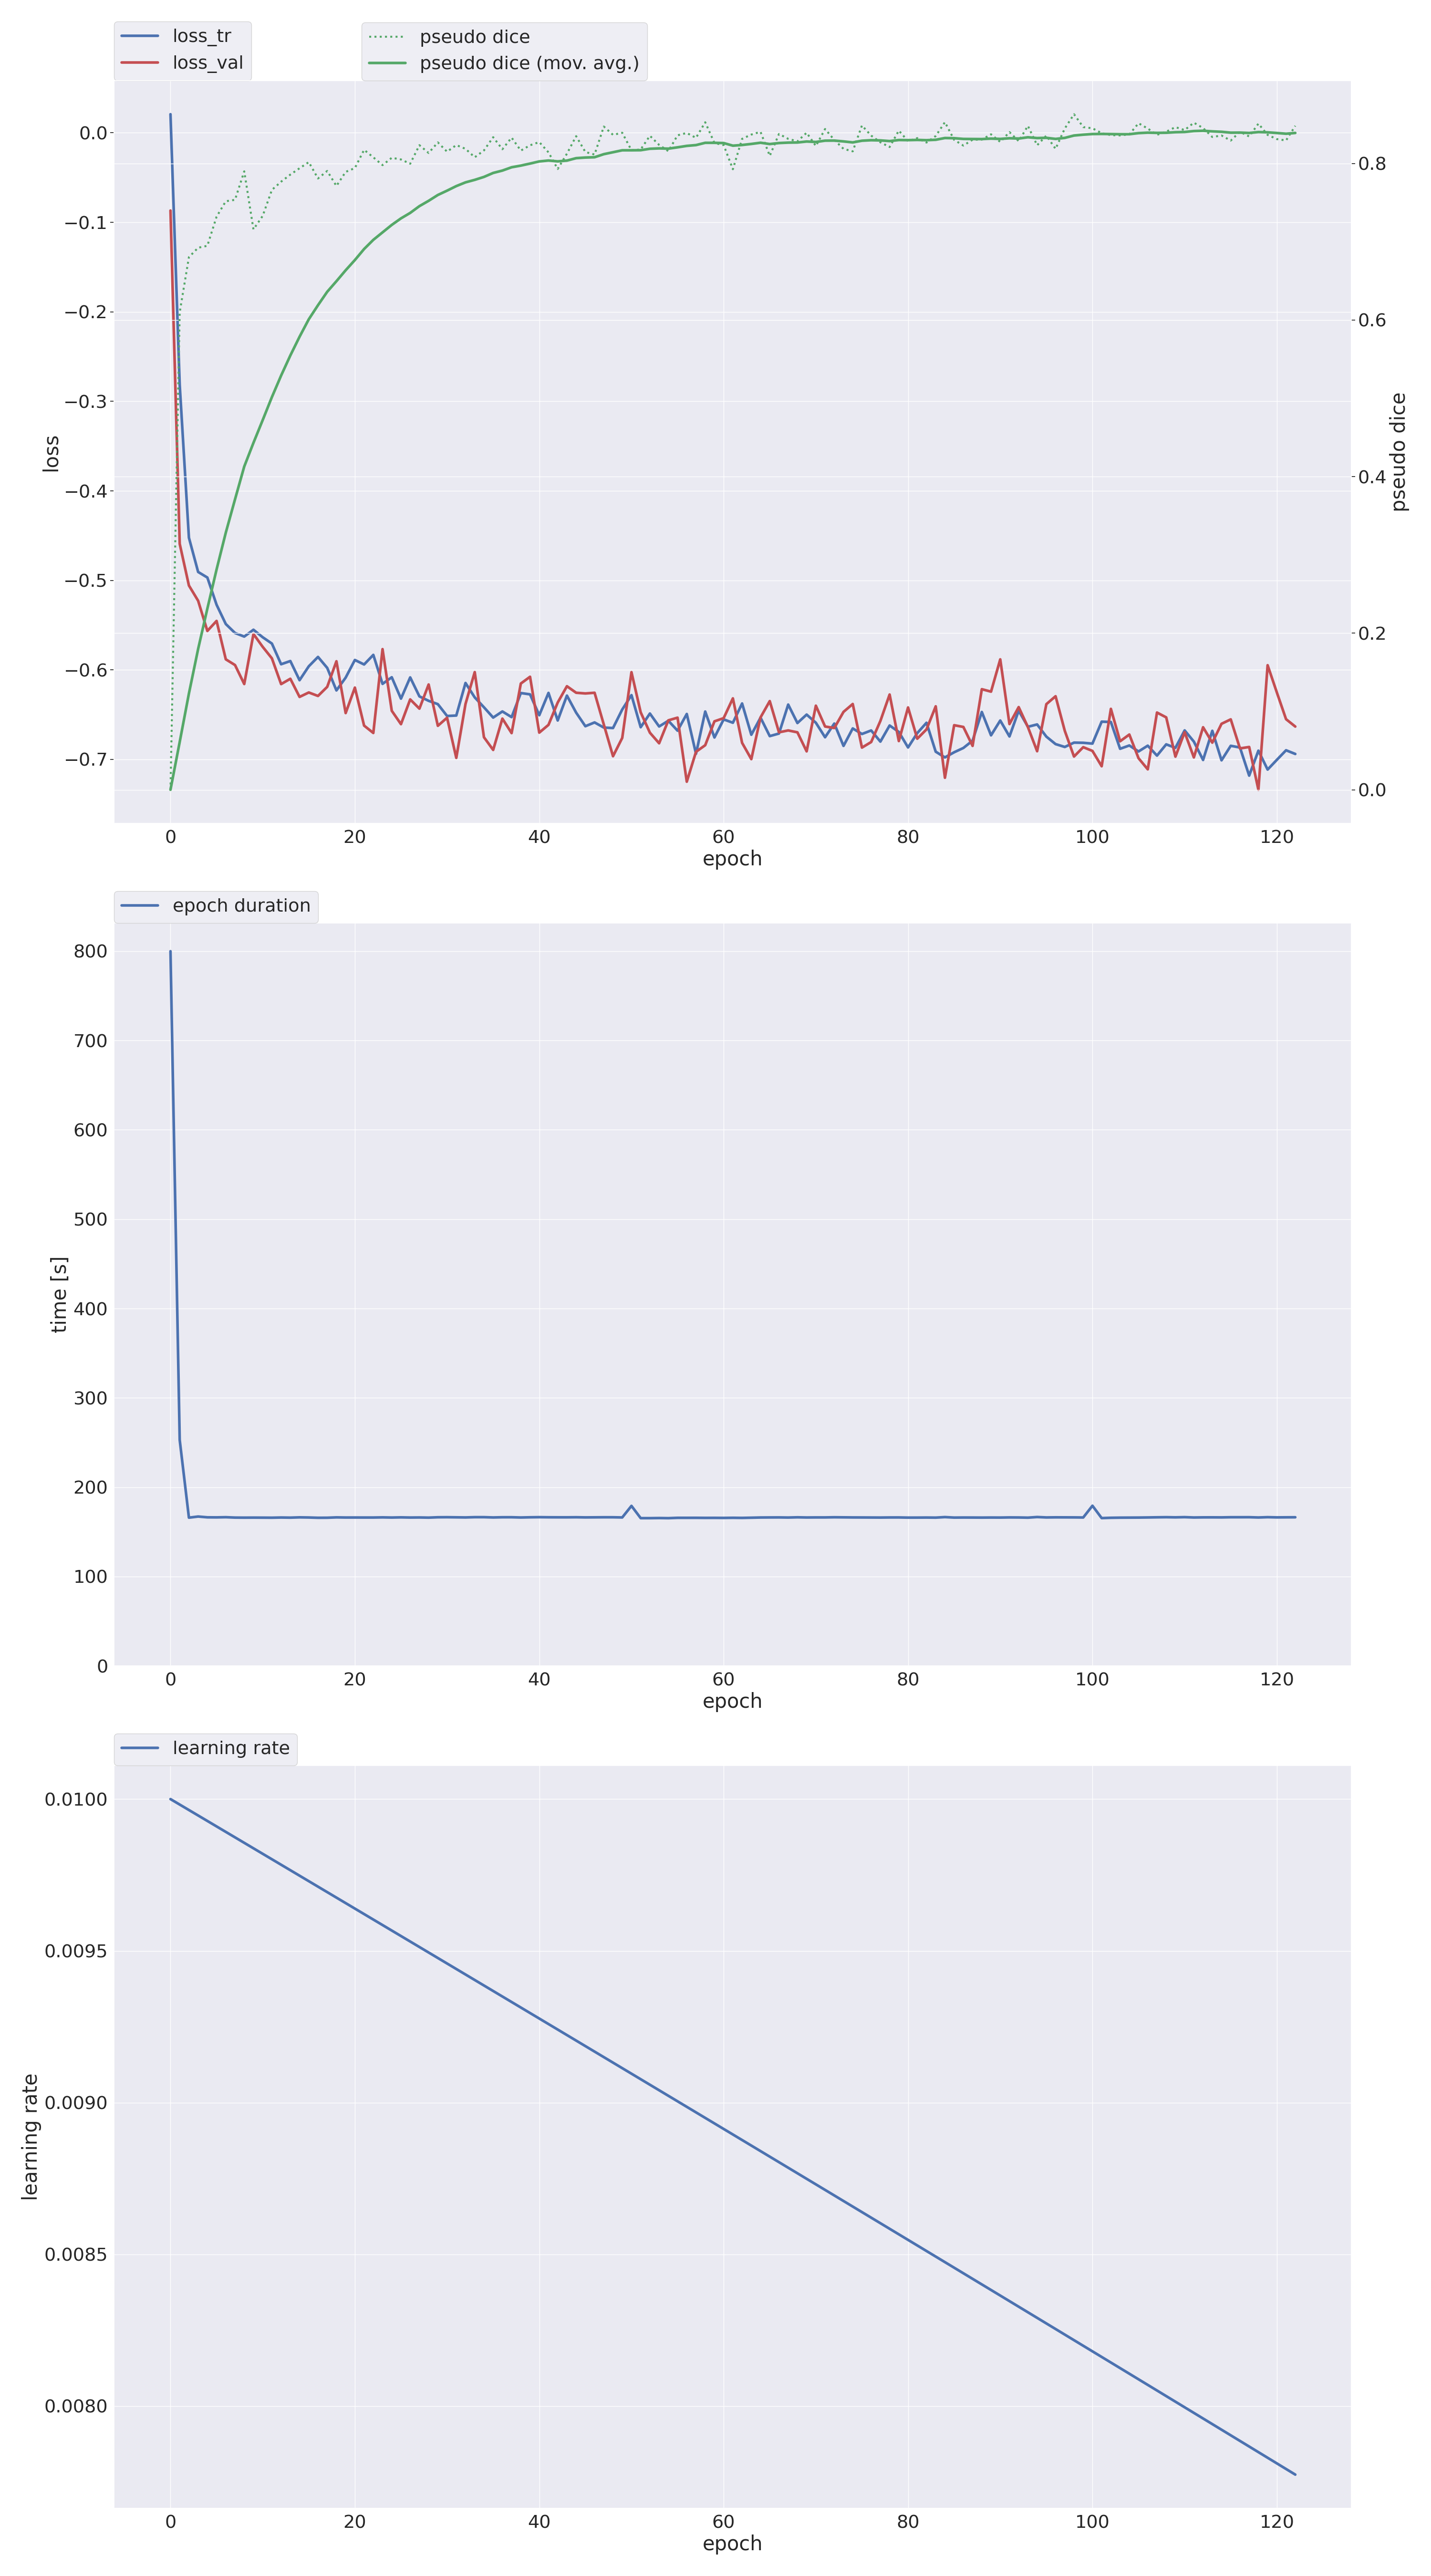 loss_tr
loss_val
pseudo dice
pseudo dice (mov. avg.)
0.0
−0.1
−0.2
−0.3
−0.4
−0.5
−0.6
−0.7
loss
0.8
0.6
0.4
0.2
0.0
pseudo dice
0 20 40 60 80 100 120
epoch
epoch duration
800
700
600
500
400
300
200
100
0
time [s]
0 20 40 60 80 100 120
epoch
learning rate
0.0100
0.0095
0.0090
0.0085
0.0080
learning rate
0 20 40 60 80 100 120
epoch